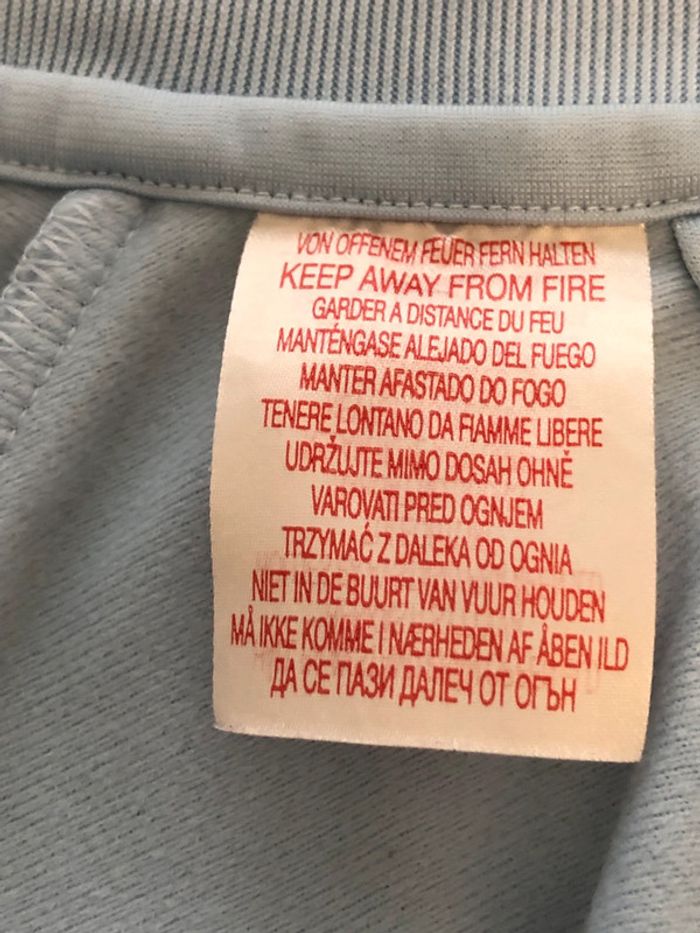 VON OFFENEM FEUER FERN HALTEN
KEEP AWAY FROM FIRE
GARDER A DISTANCE DU FEU
MANTÉNGASE ALEJADO DEL FUEGO
MANTER AFASTADO DO FOGO
TENERE LONTANO DA FIAMME LIBERE
UDRŽUJTE MIMO DOSAH OHNĚ
VAROVATI PRED OGNJEM
TRZYMAĆ Z DALEKA OD OGNIA
NIET IN DE BUURT VAN VUUR HOUDEN
MÅ IKKE KOMME I NÆRHEDEN AF ÅBEN ILD
ДА СЕ ПАЗИ ДАЛЕЧ ОТ ОГЪН